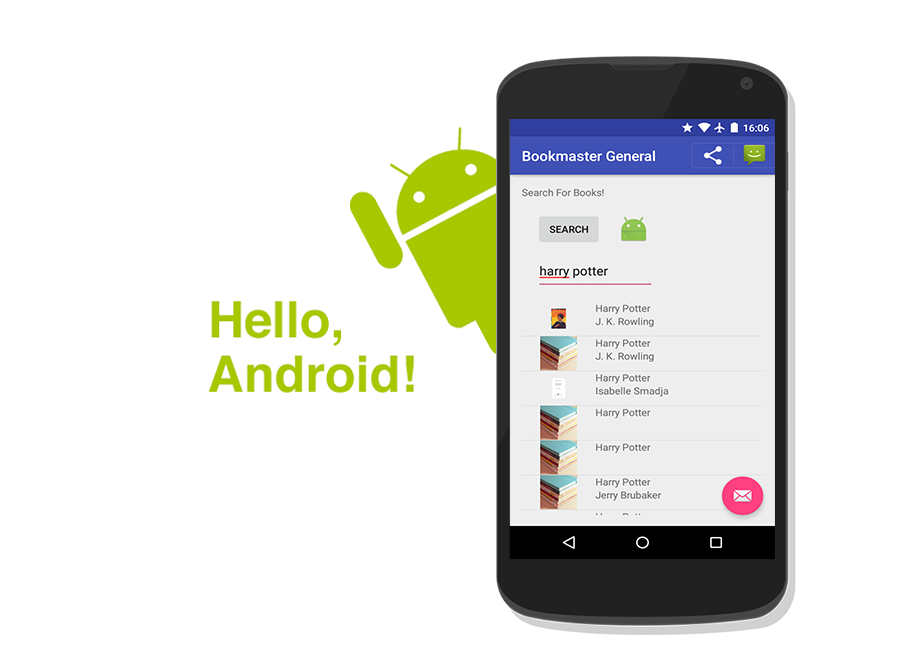 Hello,
Android!
16:06
Bookmaster General
Search For Books!
SEARCH
harry potter
Harry Potter
J. K. Rowling
Harry Potter
J. K. Rowling
Harry Potter
Isabelle Smadja
Harry Potter
Harry Potter
Harry Potter
Jerry Brubaker